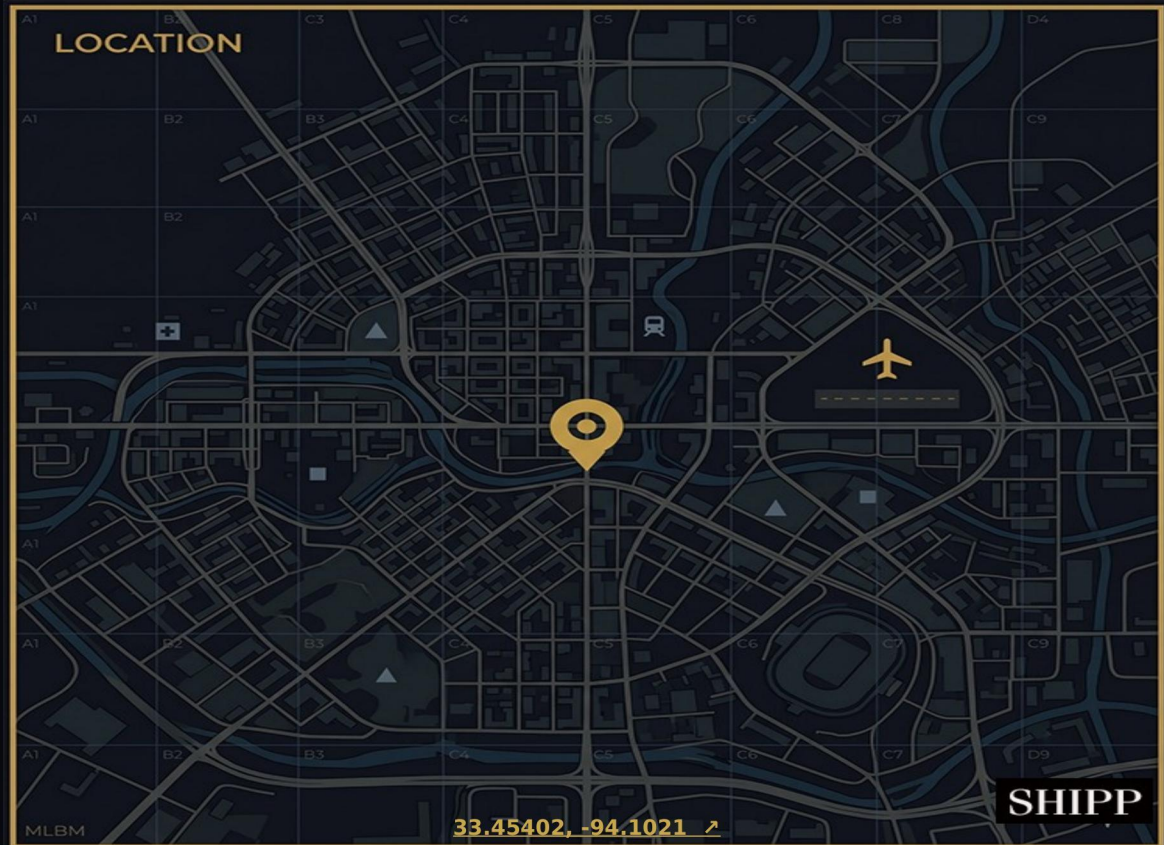 A1 B2 C3 C4 C5 C6 C8 D4
LOCATION
A1 B2 B3 C4 C5 C6 C7 C9
A1 B2
A1
A1
A1 B2 B3 C4 C5 C6 C7 C9
A1 B2 B3 C4 C5 C6 C7 D9
SHIPP
MLBM
33.45402, -94.1021 ↗